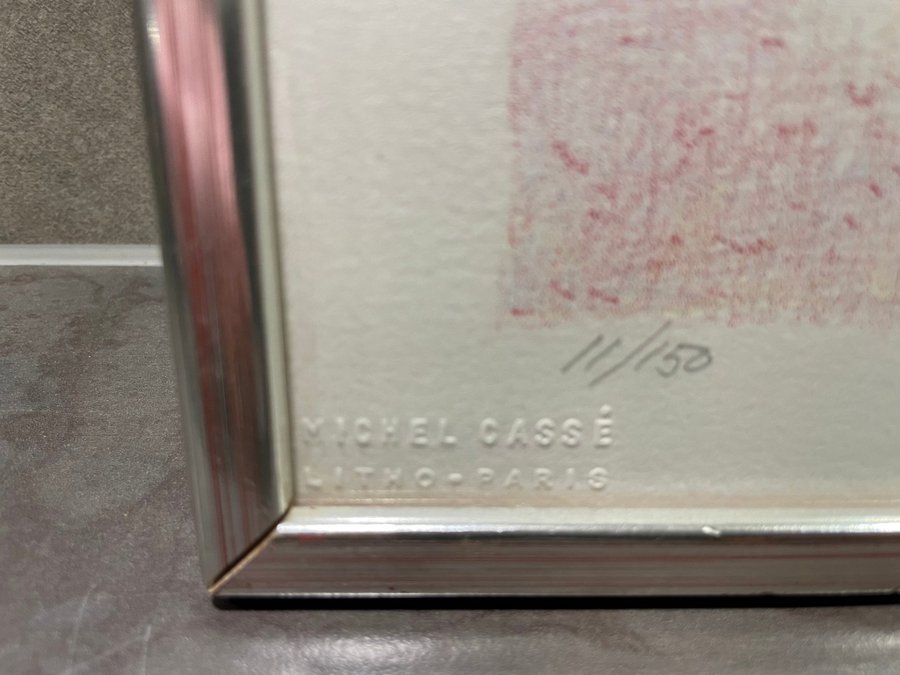 11/150
MICHEL CASSÉ
LITHO-PARIS